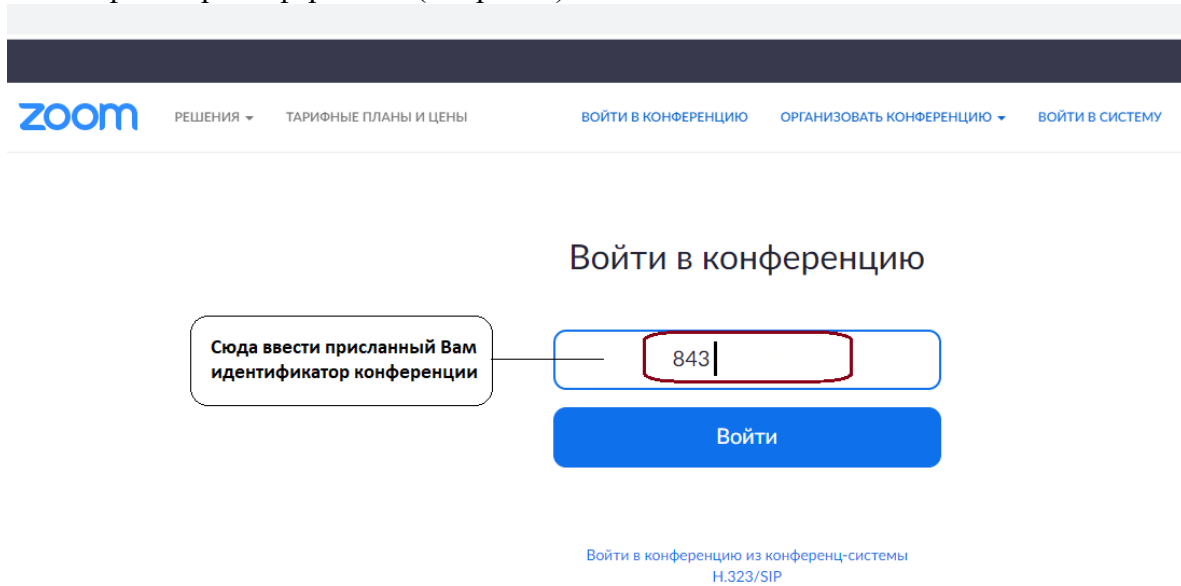 zoom
РЕШЕНИЯ
ТАРИФНЫЕ ПЛАНЫ И ЦЕНЫ
ВОЙТИ В КОНФЕРЕНЦИЮ
ОРГАНИЗОВАТЬ КОНФЕРЕНЦИЮ
ВОЙТИ В СИСТЕМУ
Войти в конференцию
Сюда ввести присланный Вам
идентификатор конференции
843
Войти
Войти в конференцию из конференц-системы
H.323/SIP